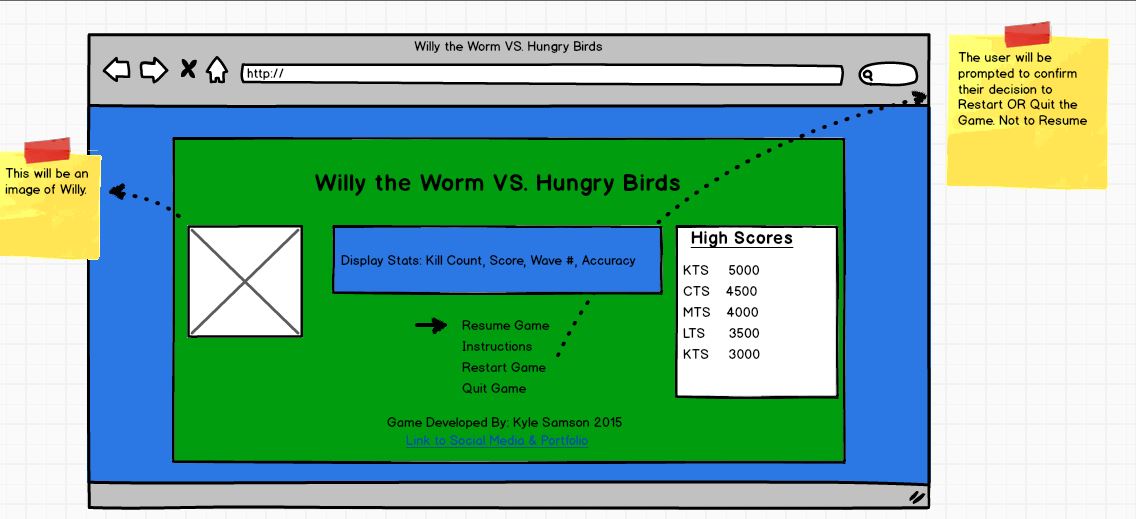 Willy the Worm VS. Hungry Birds
http://
The user will be
prompted to confirm
their decision to
Restart OR Quit the
Game. Not to Resume
This will be an
image of Willy.
Willy the Worm VS. Hungry Birds
Display Stats: Kill Count, Score, Wave #, Accuracy
High Scores
KTS 5000
CTS 4500
MTS 4000
LTS 3500
KTS 3000
Resume Game
Instructions
Restart Game
Quit Game
Game Developed By: Kyle Samson 2015
Link to Social Media & Portfolio